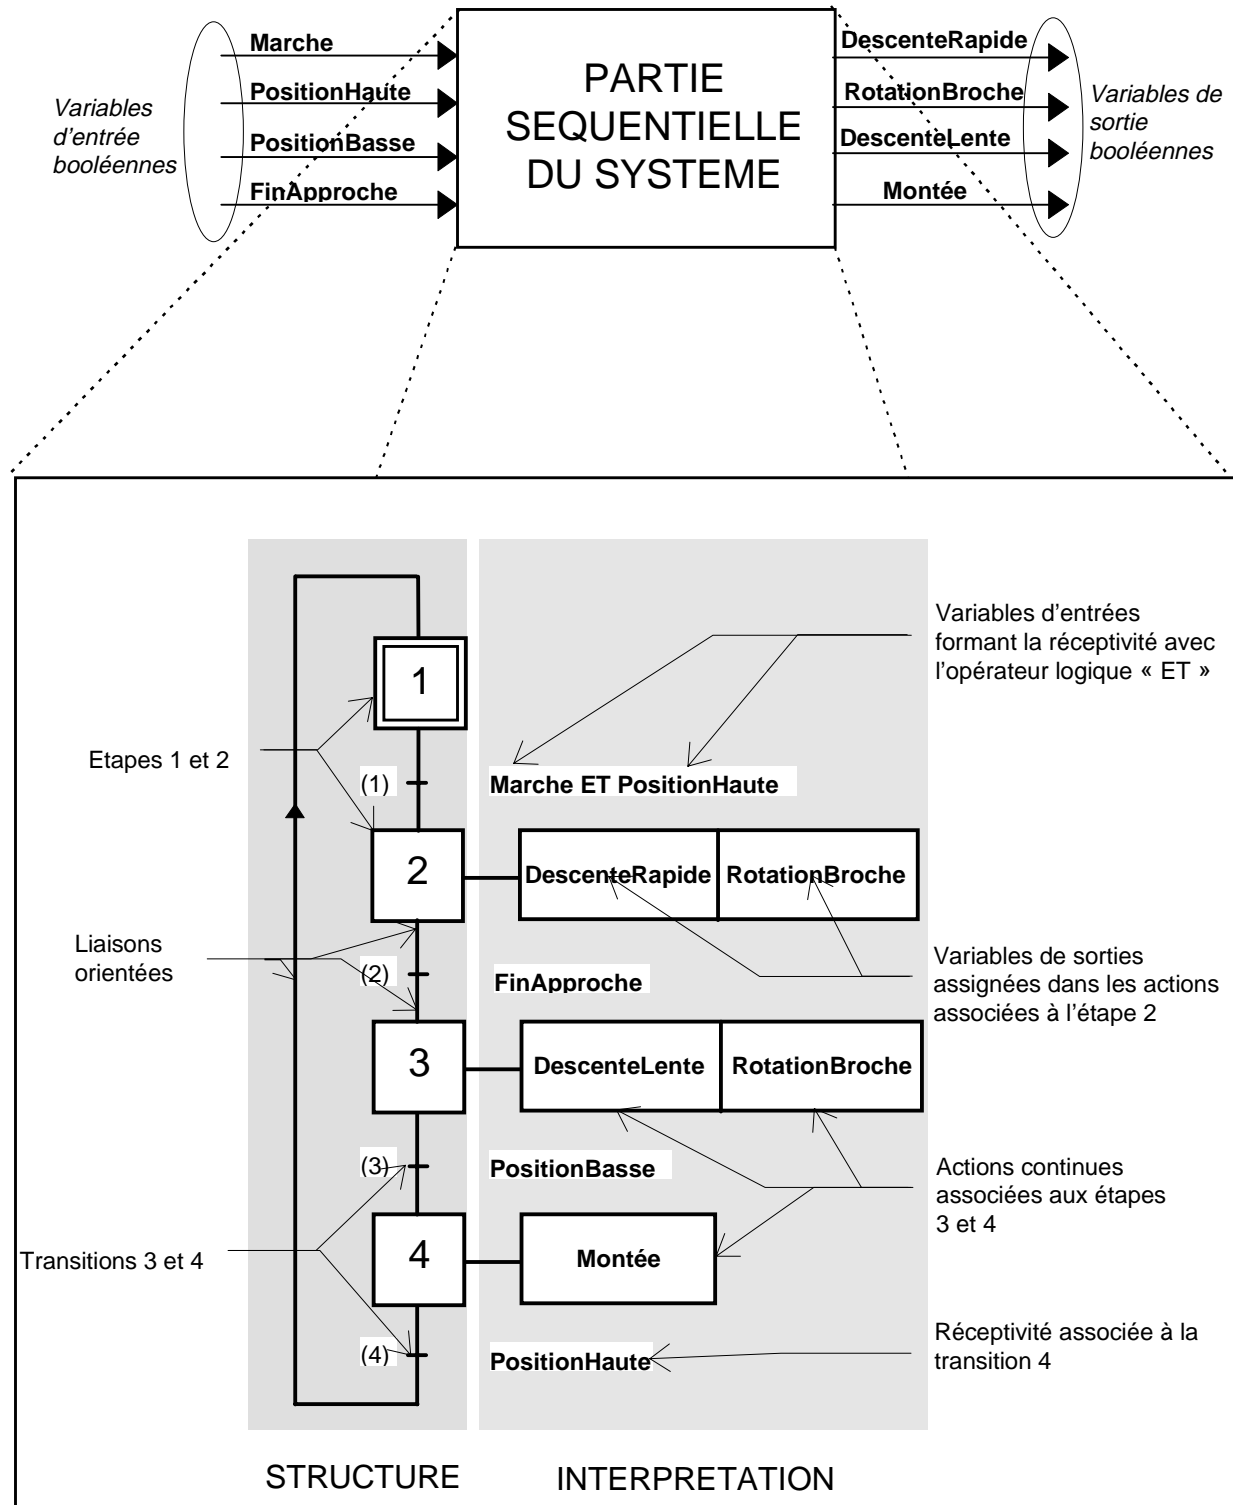 Marche
PositionHaute
PositionBasse
FinApproche
Variables
d'entrée
booléennes
PARTIE
SEQUENTIELLE
DU SYSTEME
DescenteRapide
RotationBroche
DescenteLente
Montée
Variables de
sortie
booléennes
Variables d'entrées
formant la réceptivité avec
l'opérateur logique « ET »
1
Etapes 1 et 2
(1)
Marche ET PositionHaute
2
DescenteRapide
RotationBroche
Liaisons
orientées
(2)
FinApproche
Variables de sorties
assignées dans les actions
associées à l'étape 2
3
DescenteLente
RotationBroche
(3)
PositionBasse
Actions continues
associées aux étapes
3 et 4
Transitions 3 et 4
4
Montée
(4)
PositionHaute
Réceptivité associée à la
transition 4
STRUCTURE
INTERPRETATION